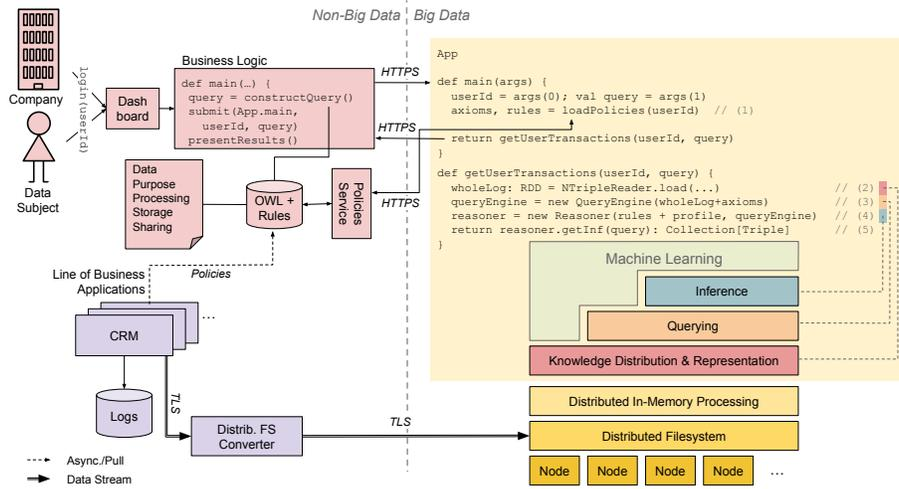 Non-Big Data
Big Data
Company
login(userId)
Data
Subject
Dash
board
Business Logic
def main(…) {
query = constructQuery()
submit(App.main,
userId, query)
presentResults()
HTTPS
HTTPS
HTTPS
App
def main(args) {
userId = args(0); val query = args(1)
axioms, rules = loadPolicies(userId)  // (1)
return getUserTransactions(userId, query)
}
def getUserTransactions(userId, query) {
wholeLog: RDD = NTripleReader.load(...)  // (2)
queryEngine = new QueryEngine(wholeLog+axioms)  // (3)
reasoner = new Reasoner(rules + profile, queryEngine)  // (4)
return reasoner.getInf(query): Collection[Triple]  // (5)
}
Data
Purpose
Processing
Storage
Sharing
OWL +
Rules
Policies
Service
Policies
Line of Business
Applications
CRM
...
Logs
TLS
Distrib. FS
Converter
TLS
Machine Learning
Inference
Querying
Knowledge Distribution & Representation
Distributed In-Memory Processing
Distributed Filesystem
Node
Node
Node
Node
...
Async./Pull
Data Stream